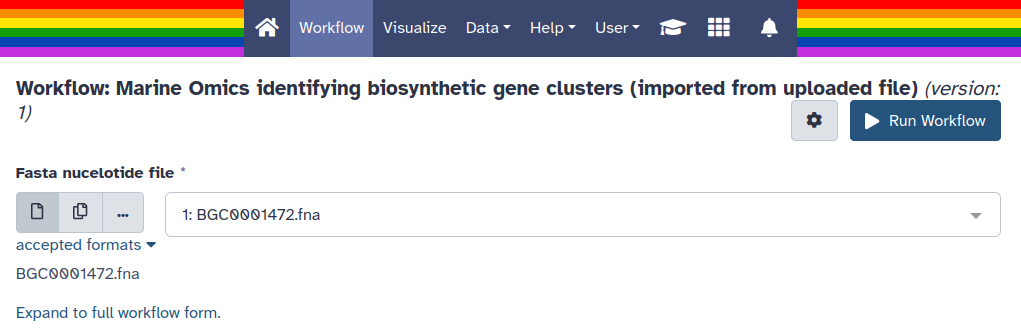 Workflow Visualize Data Help User
Workflow: Marine Omics identifying biosynthetic gene clusters (imported from uploaded file) (version:
1)
Run Workflow
Fasta nucelotide file *
... 1: BGC0001472.fna
accepted formats
BGC0001472.fna
Expand to full workflow form.